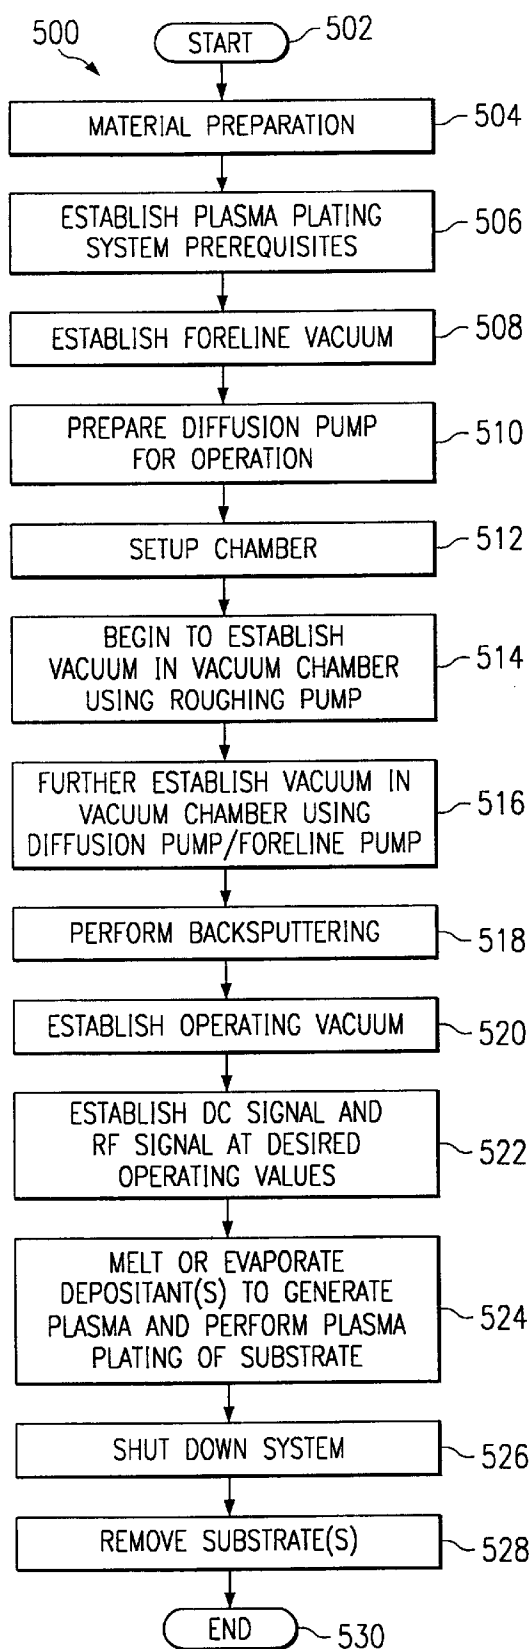 500
START
502
MATERIAL PREPARATION
504
ESTABLISH PLASMA PLATING
SYSTEM PREREQUISITES
506
ESTABLISH FORELINE VACUUM
508
PREPARE DIFFUSION PUMP
FOR OPERATION
510
SETUP CHAMBER
512
BEGIN TO ESTABLISH
VACUUM IN VACUUM CHAMBER
USING ROUGHING PUMP
514
FURTHER ESTABLISH VACUUM IN
VACUUM CHAMBER USING
DIFFUSION PUMP/FORELINE PUMP
516
PERFORM BACKSPUTTERING
518
ESTABLISH OPERATING VACUUM
520
ESTABLISH DC SIGNAL AND
RF SIGNAL AT DESIRED
OPERATING VALUES
522
MELT OR EVAPORATE
DEPOSITANT(S) TO GENERATE
PLASMA AND PERFORM PLASMA
PLATING OF SUBSTRATE
524
SHUT DOWN SYSTEM
526
REMOVE SUBSTRATE(S)
528
END
530